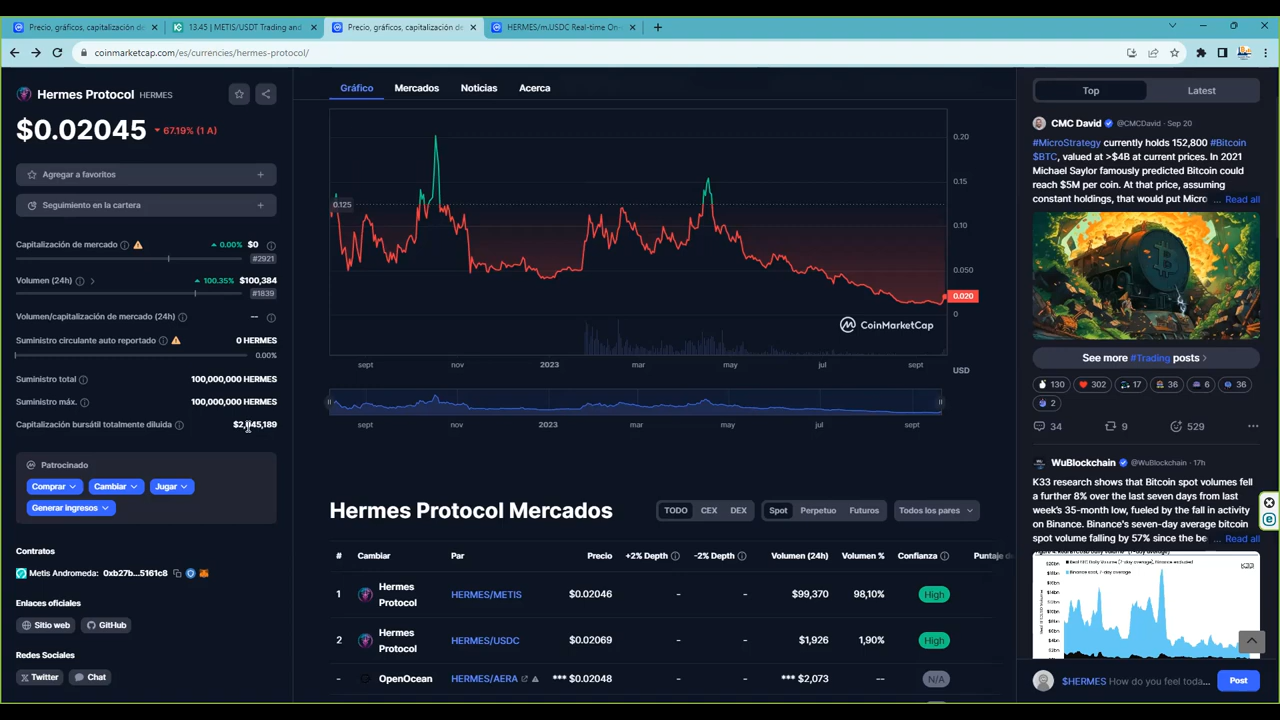 Precio, gráficos, capitalización de
13.45 | METIS/USDT Trading and
Precio, gráficos, capitalización de
HERMES/m.USDC Real-time On-
coinmarketcap.com/es/currencies/hermes-protocol/
Hermes Protocol HERMES
$0.02045 67.19% (1 A)
Agregar a favoritos
Seguimiento en la cartera
Capitalización de mercado 0.00% $0
#2921
Volumen (24h) 100.35% $100,384
#1839
Volumen/capitalización de mercado (24h) --
Suministro circulante auto reportado 0 HERMES
0.00%
Suministro total 100,000,000 HERMES
Suministro máx. 100,000,000 HERMES
Capitalización bursátil totalmente diluida $2,045,189
Patrocinado
Comprar Cambiar Jugar
Generar ingresos
Contratos
Metis Andromeda: 0xb27b...5161c8
Enlaces oficiales
Sitio web GitHub
Redes Sociales
Twitter Chat
Gráfico Mercados Noticias Acerca
0.20
0.15
0.125
0.10
0.050
0.020
0
CoinMarketCap
sept nov 2023 mar may jul sept
USD
sept nov 2023 mar may jul sept
Hermes Protocol Mercados
TODO CEX DEX Spot Perpetuo Futuros Todos los pares
# Cambiar Par Precio +2% Depth -2% Depth Volumen (24h) Volumen % Confianza Puntaje de
1 Hermes Protocol HERMES/METIS $0.02046 - - $99,370 98,10% High
2 Hermes Protocol HERMES/USDC $0.02069 - - $1,926 1,90% High
- OpenOcean HERMES/AERA *** $0.02048 - - *** $2,073 -- N/A
Top Latest
CMC David @CMCDavid · Sep 20
#MicroStrategy currently holds 152,800 #Bitcoin
$BTC, valued at >$4B at current prices. In 2021
Michael Saylor famously predicted Bitcoin could
reach $5M per coin. At that price, assuming
constant holdings, that would put Micro ... Read all
See more #Trading posts
130 302 17 36 6 36
2
34 9 529
WuBlockchain @WuBlockchain · 17h
K33 research shows that Bitcoin spot volumes fell
a further 8% over the last seven days from last
week's 35-month low, fueled by the fall in activity
on Binance. Binance's seven-day average bitcoin
spot volume falling by 57% since the be ... Read all
K33
$HERMES How do you feel toda... Post